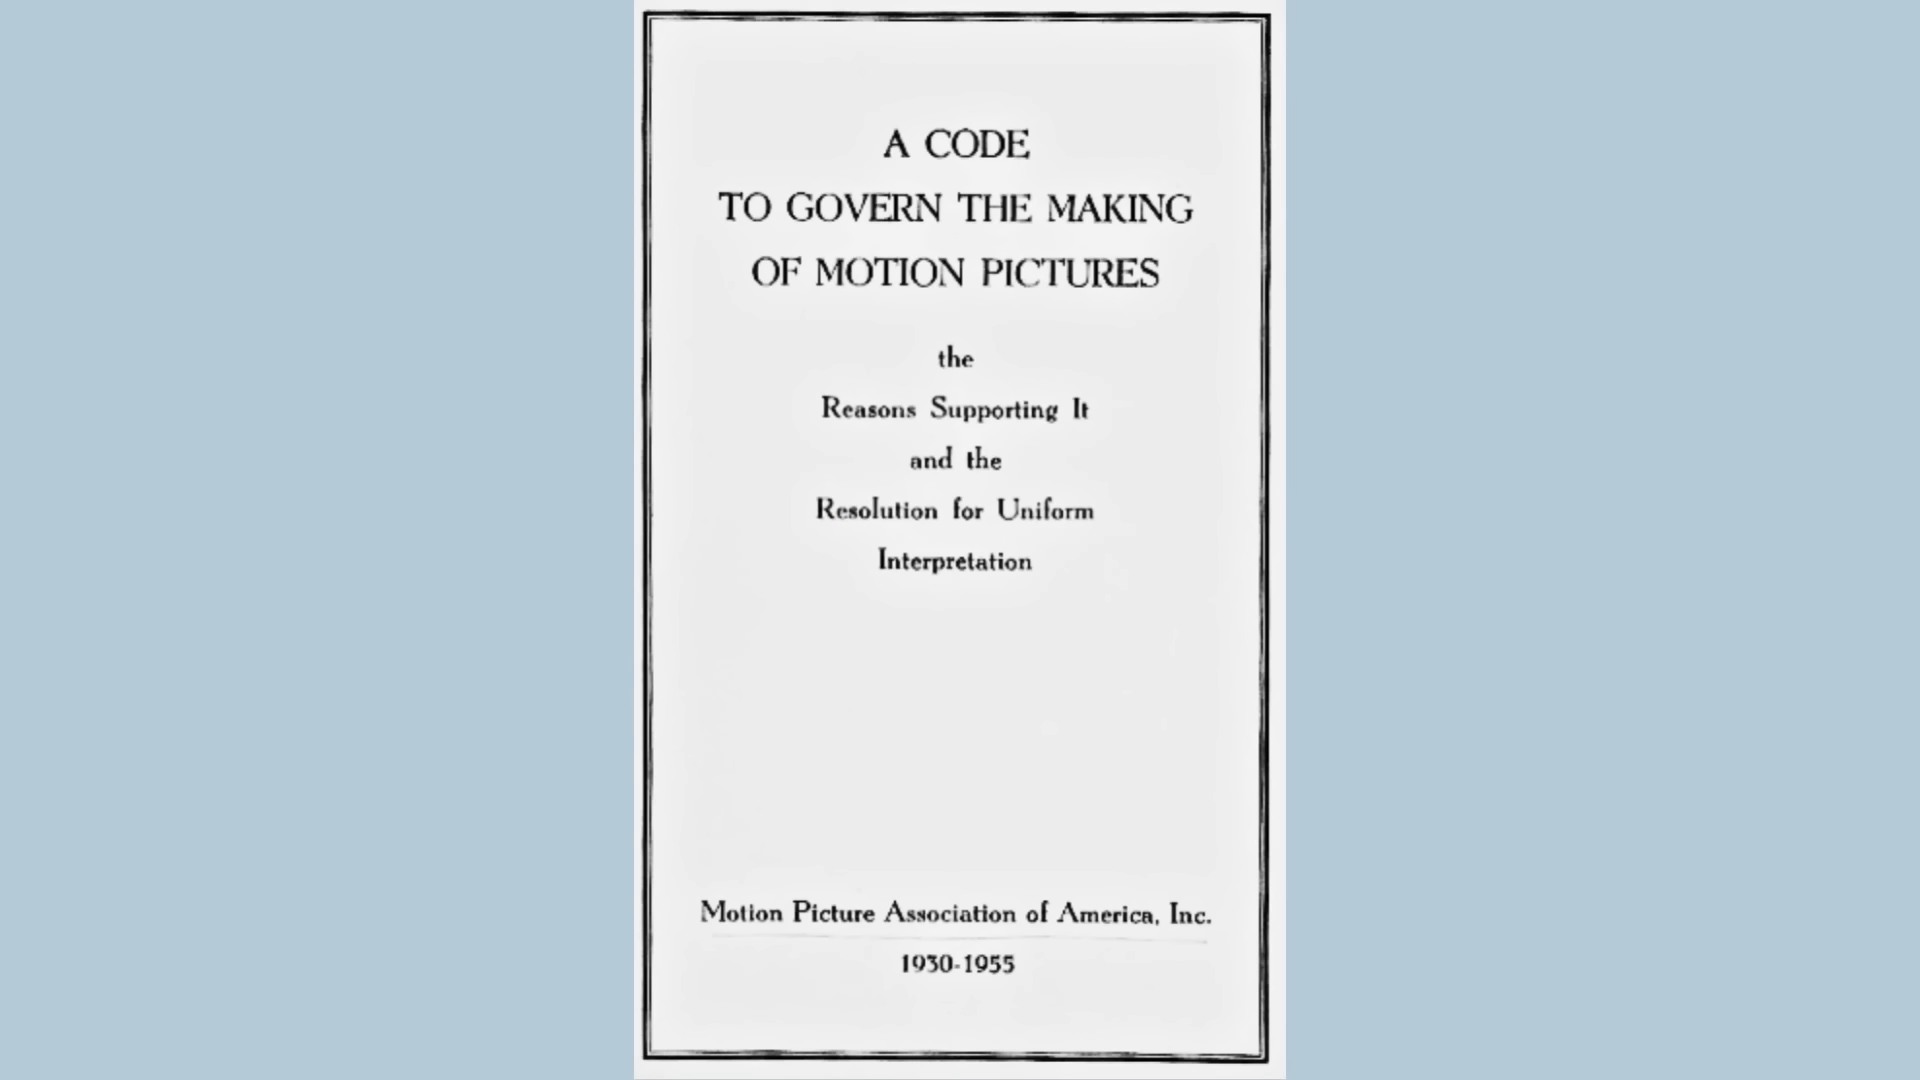 A CODE
TO GOVERN THE MAKING
OF MOTION PICTURES
the
Reasons Supporting It
and the
Resolution for Uniform
Interpretation
Motion Picture Association of America, Inc.
1930-1955